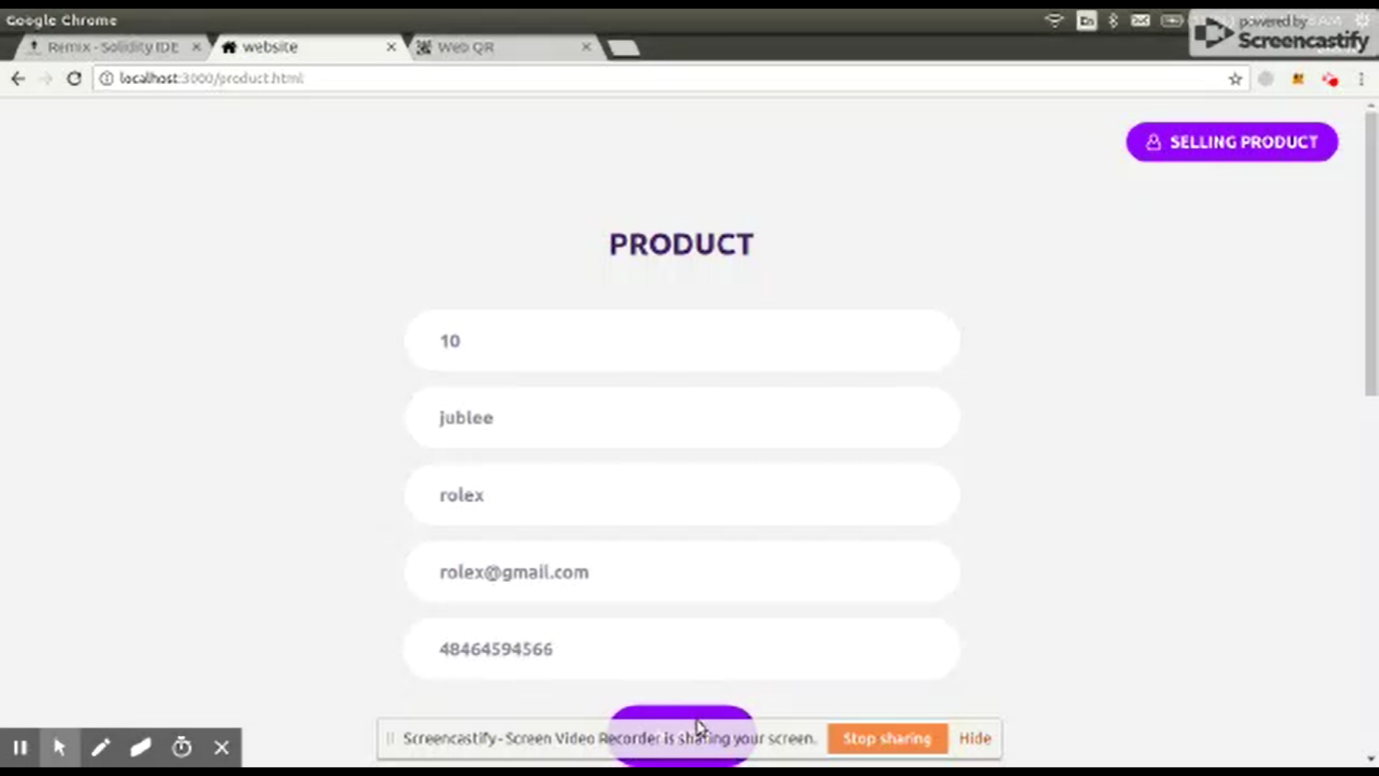 Google Chrome
En
powered by
Screencastify
Remix - Solidity IDE
website
Web QR
localhost:3000/product.html
SELLING PRODUCT
PRODUCT
10
jublee
rolex
rolex@gmail.com
48464594566
Screencastify - Screen Video Recorder is sharing your screen.
Stop sharing
Hide